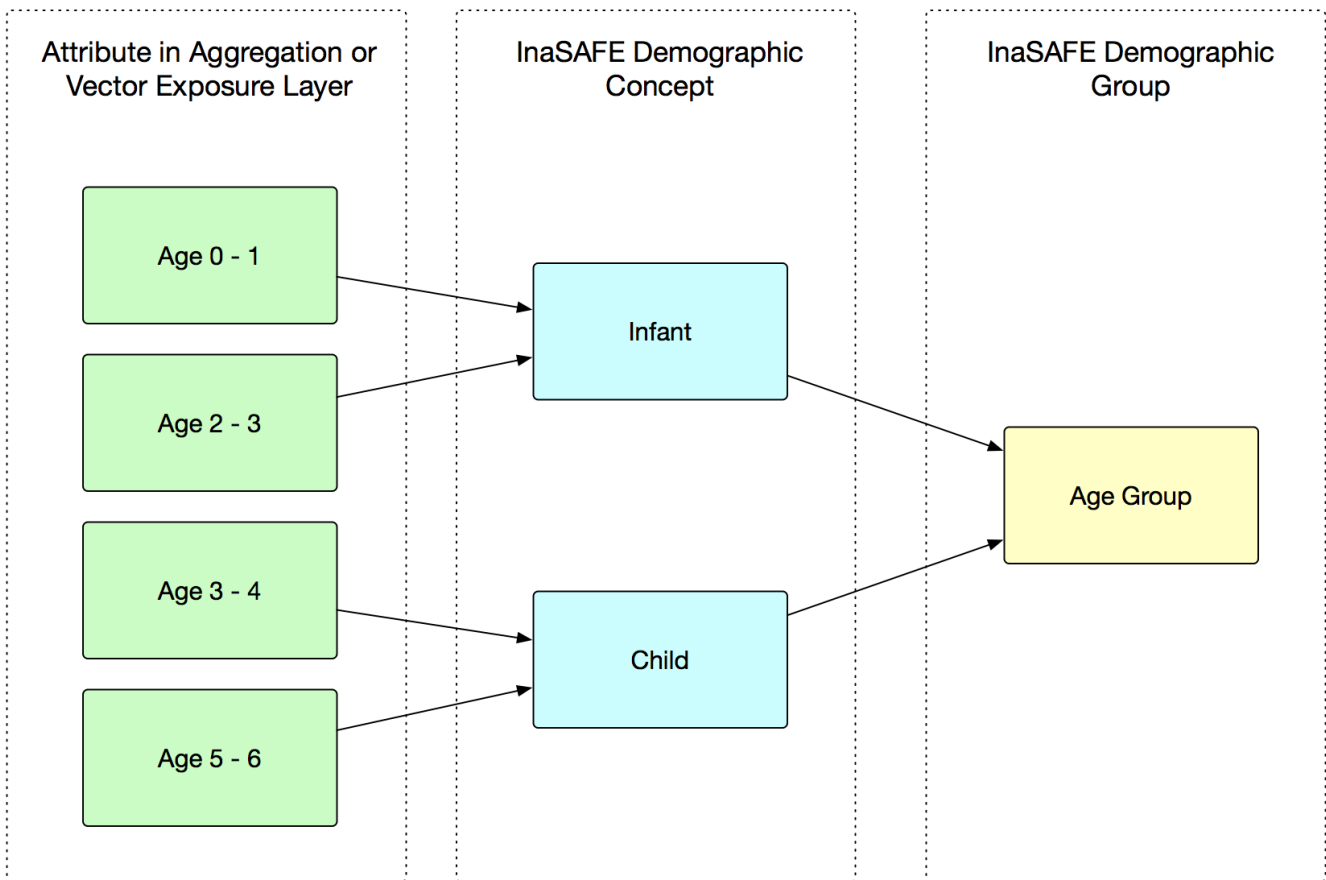 Attribute in Aggregation or
Vector Exposure Layer
InaSAFE Demographic
Concept
InaSAFE Demographic
Group
Age 0 - 1
Age 2 - 3
Age 3 - 4
Age 5 - 6
Infant
Child
Age Group